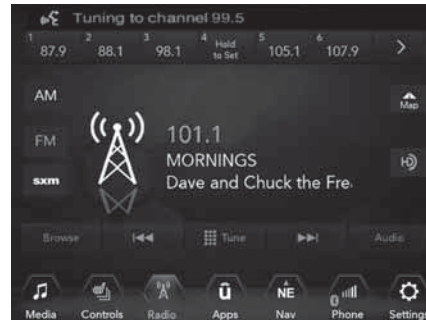 Tuning to channel 99.5
1 87.9 2 88.1 3 98.1 4 Hold to Set 5 105.1 6 107.9
AM
Map
FM
101.1
MORNINGS
HD
sxm
Dave and Chuck the Fre
Browse Tune Audio
û NE
Media Controls Radio Apps Nav Phone Settings